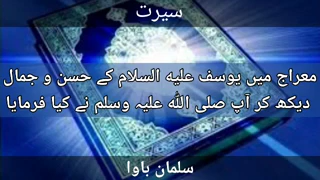 سیرت
معراج میں یوسف علیہ السلام کے حسن و جمال
دیکھ کر آپ صلی اللہ علیہ وسلم نے کیا فرمایا
سلمان باوا